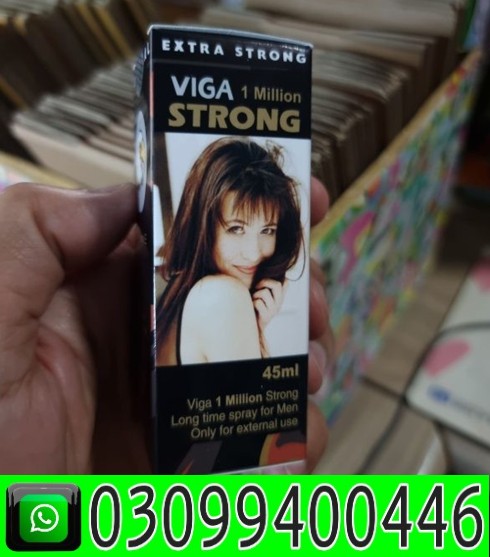 EXTRA STRONG
VIGA 1 Million
STRONG
45ml
Viga 1 Million Strong
Long time spray for Men
Only for external use
03099400446